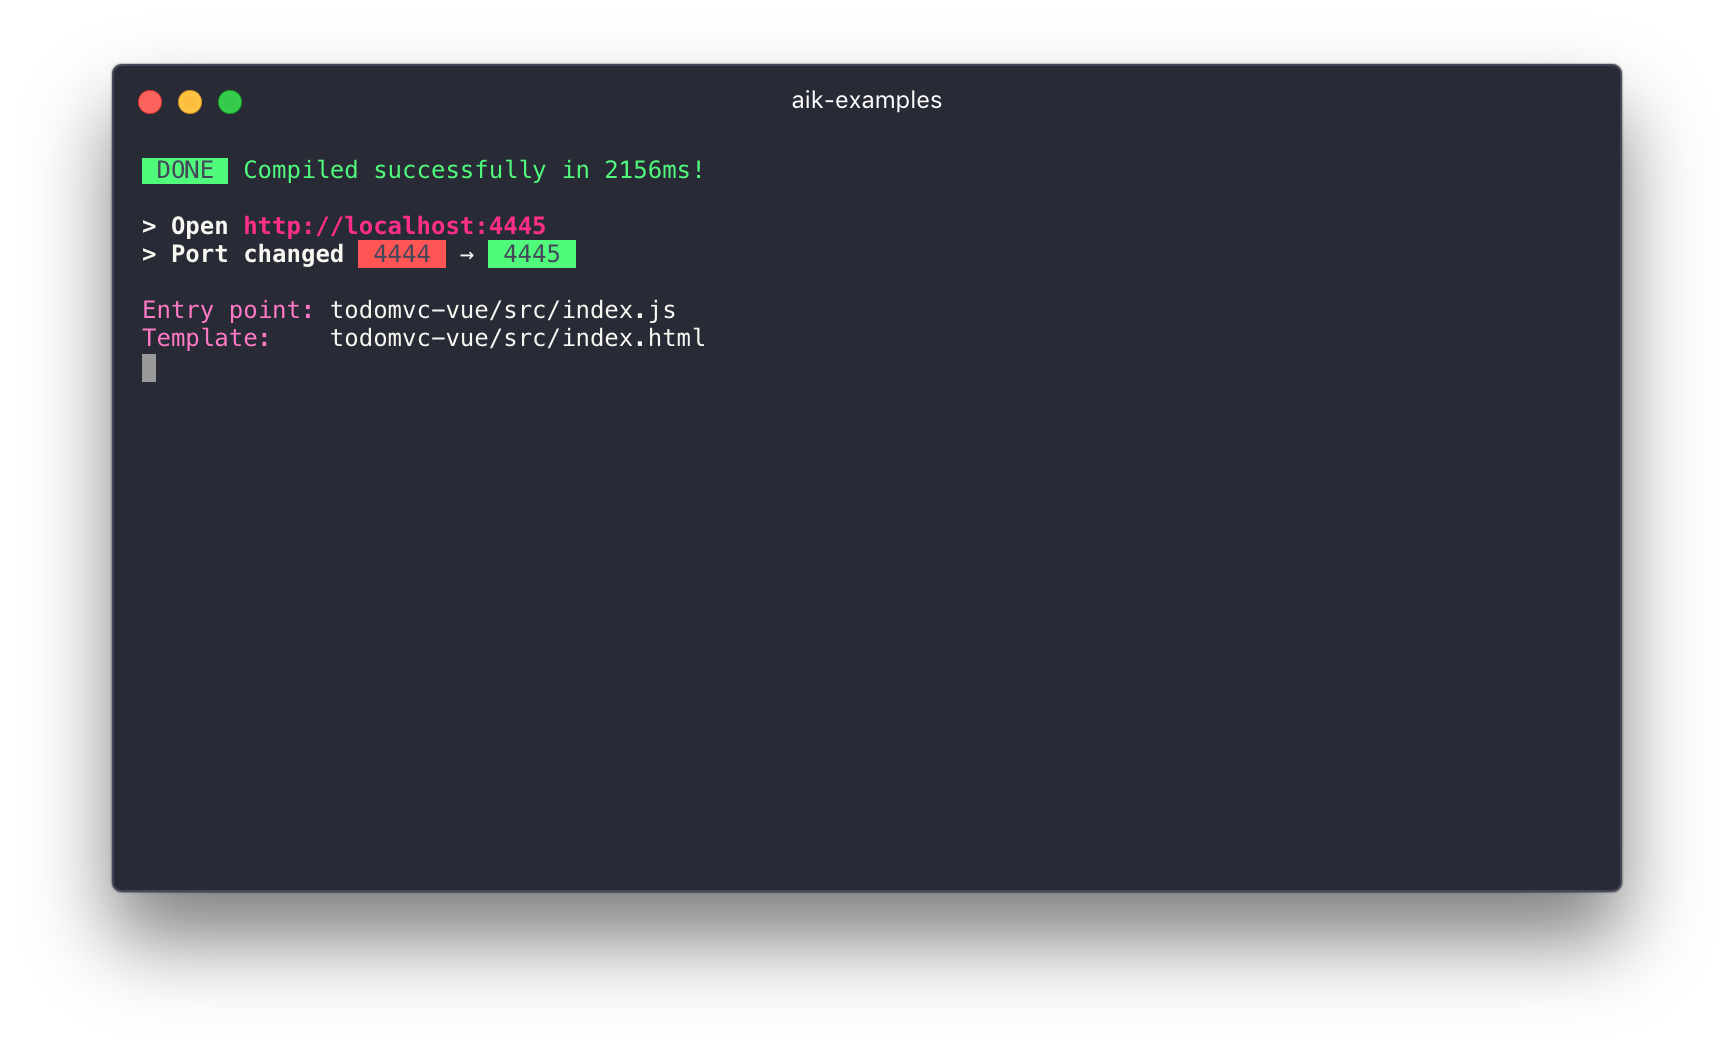 aik-examples
DONE Compiled successfully in 2156ms!
> Open http://localhost:4445
> Port changed 4444 → 4445
Entry point: todomvc-vue/src/index.js
Template: todomvc-vue/src/index.html